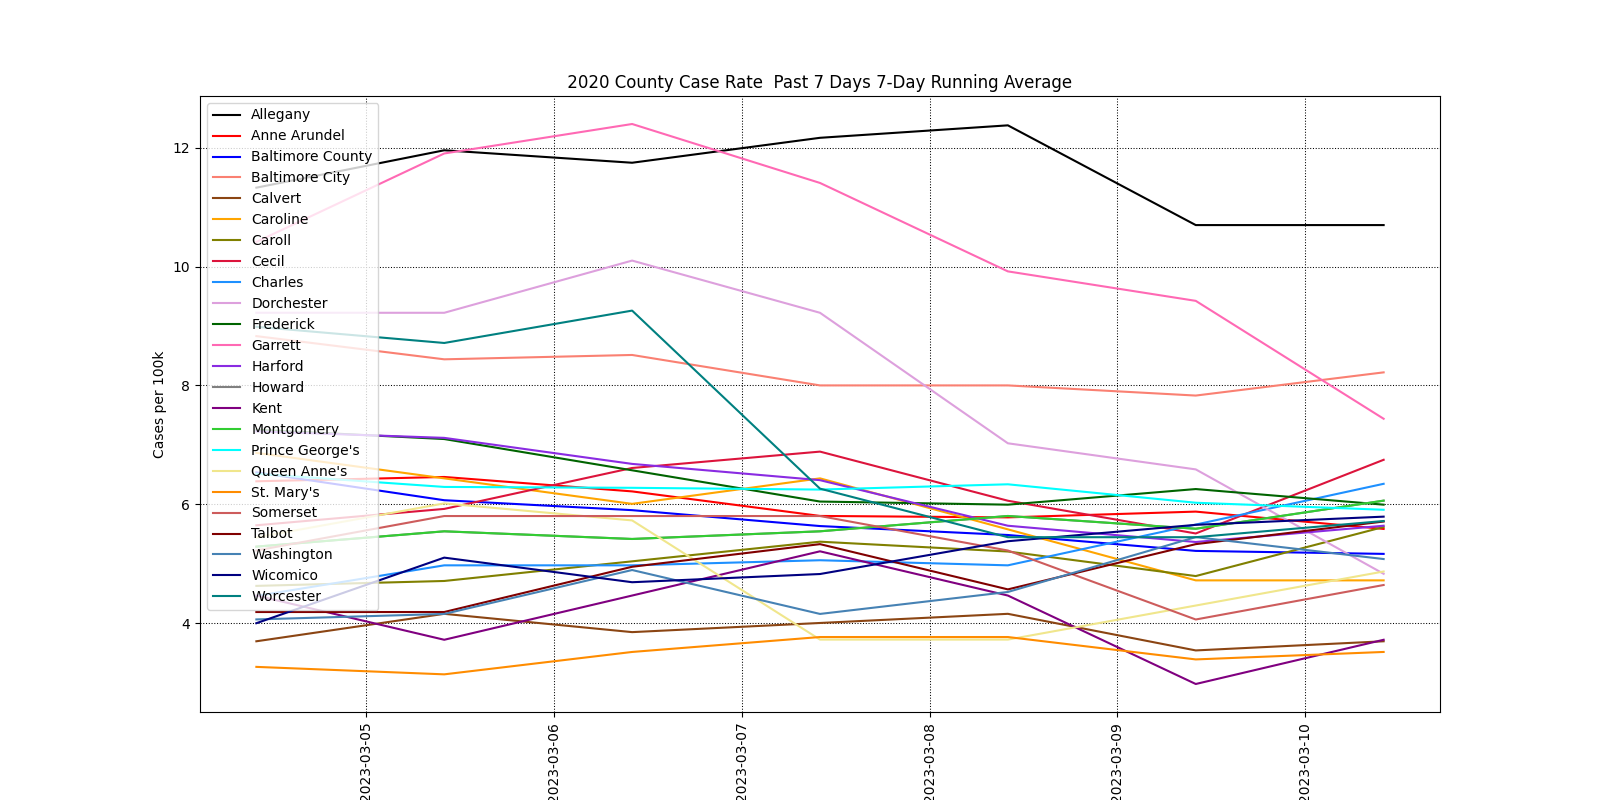 2020 County Case Rate  Past 7 Days 7-Day Running Average
Cases per 100k
12
10
8
6
4
Allegany
Anne Arundel
Baltimore County
Baltimore City
Calvert
Caroline
Caroll
Cecil
Charles
Dorchester
Frederick
Garrett
Harford
Howard
Kent
Montgomery
Prince George's
Queen Anne's
St. Mary's
Somerset
Talbot
Washington
Wicomico
Worcester
2023-03-05
2023-03-06
2023-03-07
2023-03-08
2023-03-09
2023-03-10